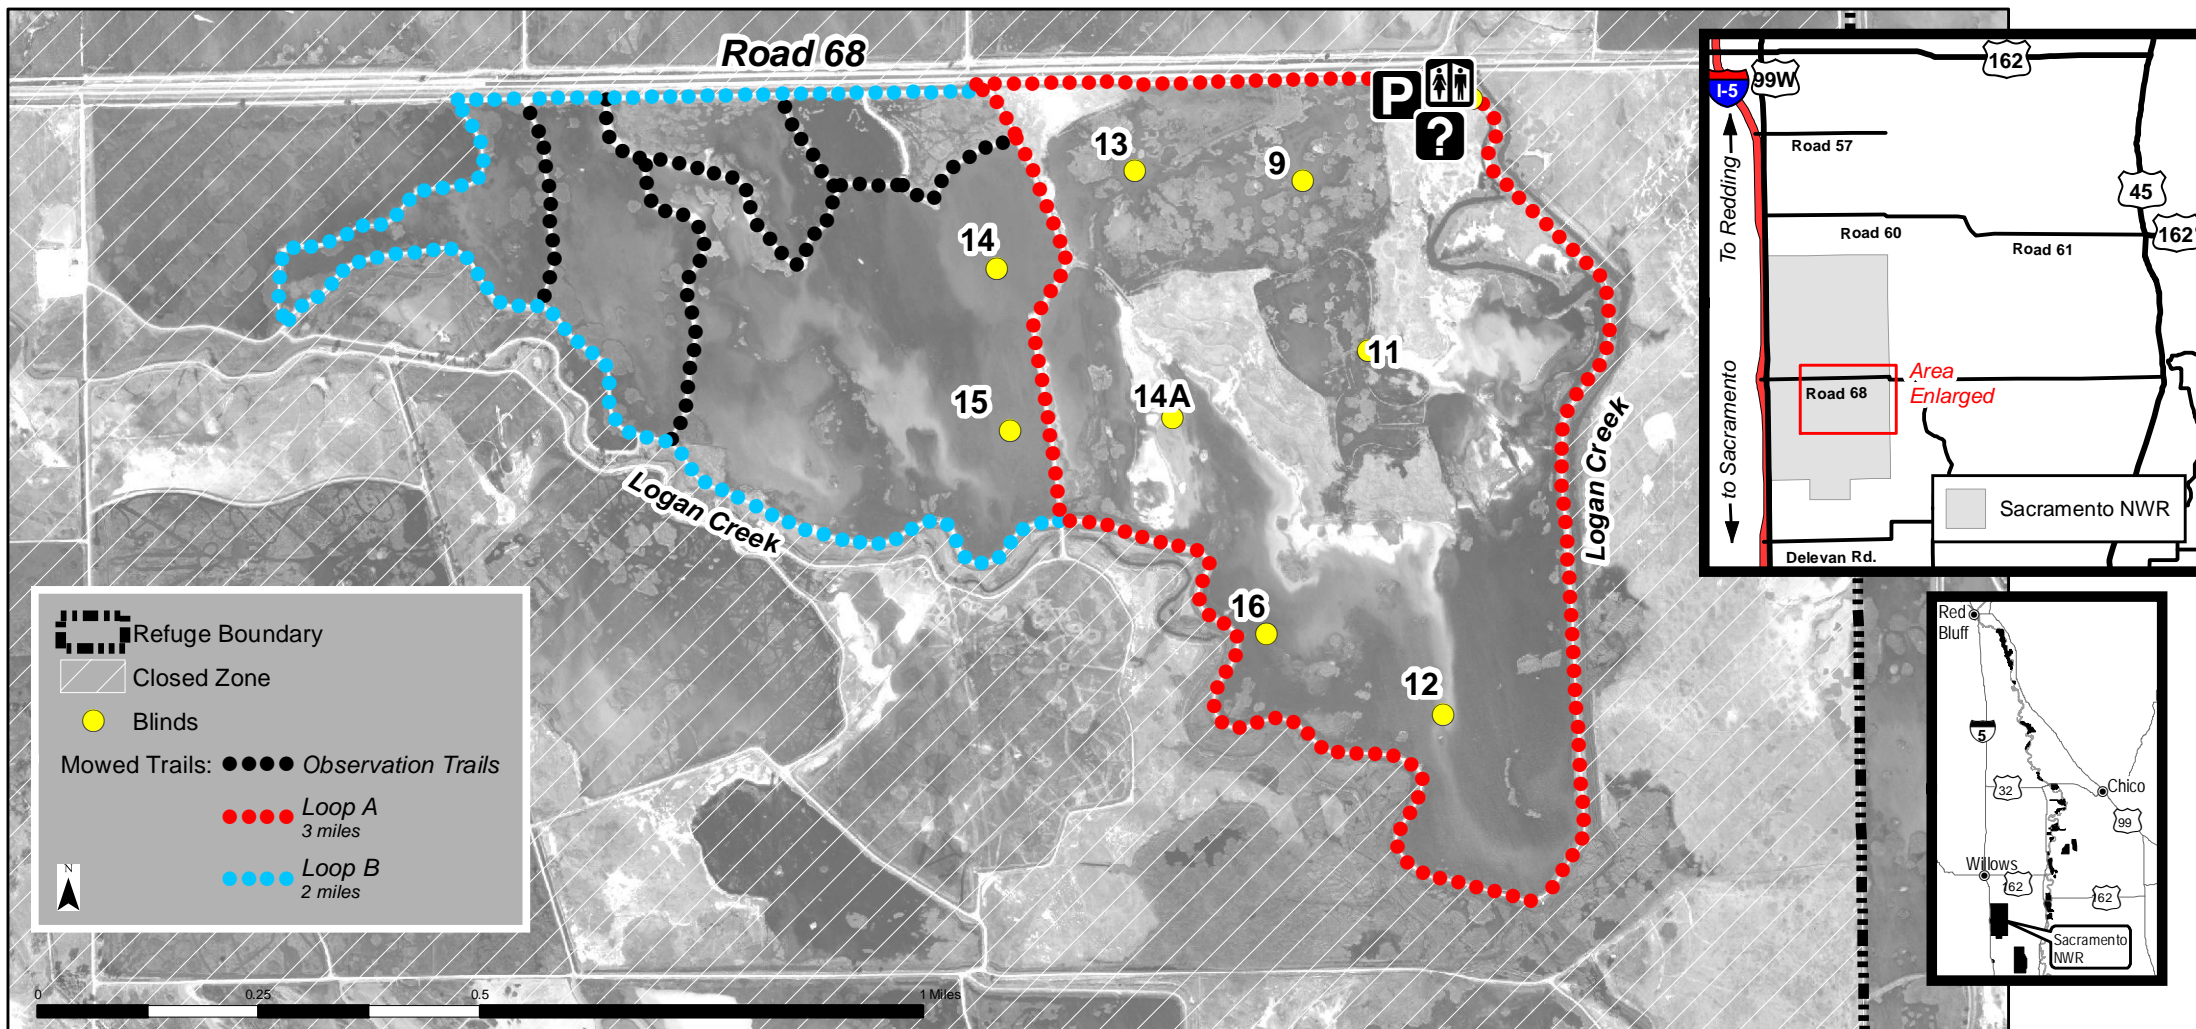 Road 68
P
?
13
9
14
11
14A
15
16
12
Logan Creek
Logan Creek
Refuge Boundary
Closed Zone
Blinds
Mowed Trails:
Observation Trails
Loop A
3 miles
Loop B
2 miles
N
0
0.25
0.5
1 Miles
I-5
99W
162
Road 57
45
162
To Redding
Road 60
Road 61
Area
Enlarged
Road 68
to Sacramento
Sacramento NWR
Delevan Rd.
Red
Bluff
5
32
Chico
99
Willows
162
162
Sacramento
NWR